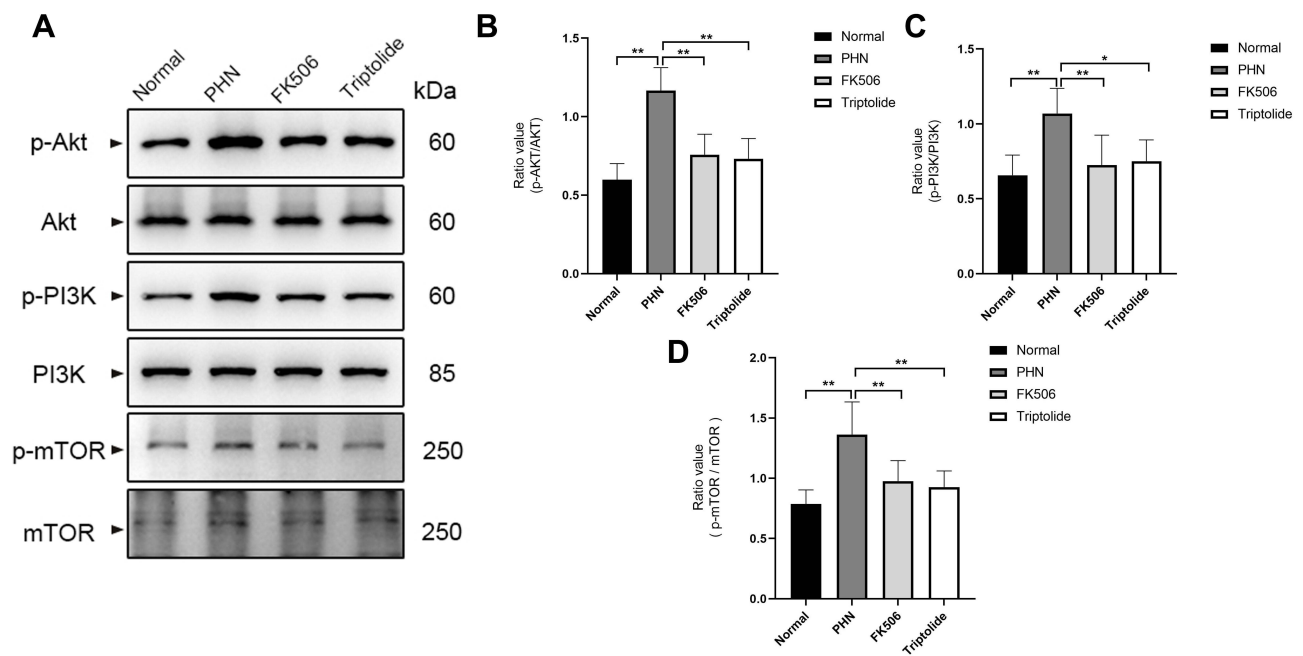 A
Normal
PHN
FK506
Triptolide
kDa
p-Akt
60
Akt
60
p-PI3K
60
PI3K
85
p-mTOR
250
mTOR
250
B
Ratio value
(p-AKT/AKT)
1.5
1.0
0.5
0.0
**
**
**
Normal
PHN
FK506
Triptolide
Normal
PHN
FK506
Triptolide
C
Ratio value
(p-PI3K/PI3K)
1.5
1.0
0.5
0.0
**
**
*
Normal
PHN
FK506
Triptolide
Normal
PHN
FK506
Triptolide
D
Ratio value
( p-mTOR / mTOR )
2.0
1.5
1.0
0.5
0.0
**
**
**
Normal
PHN
FK506
Triptolide
Normal
PHN
FK506
Triptolide